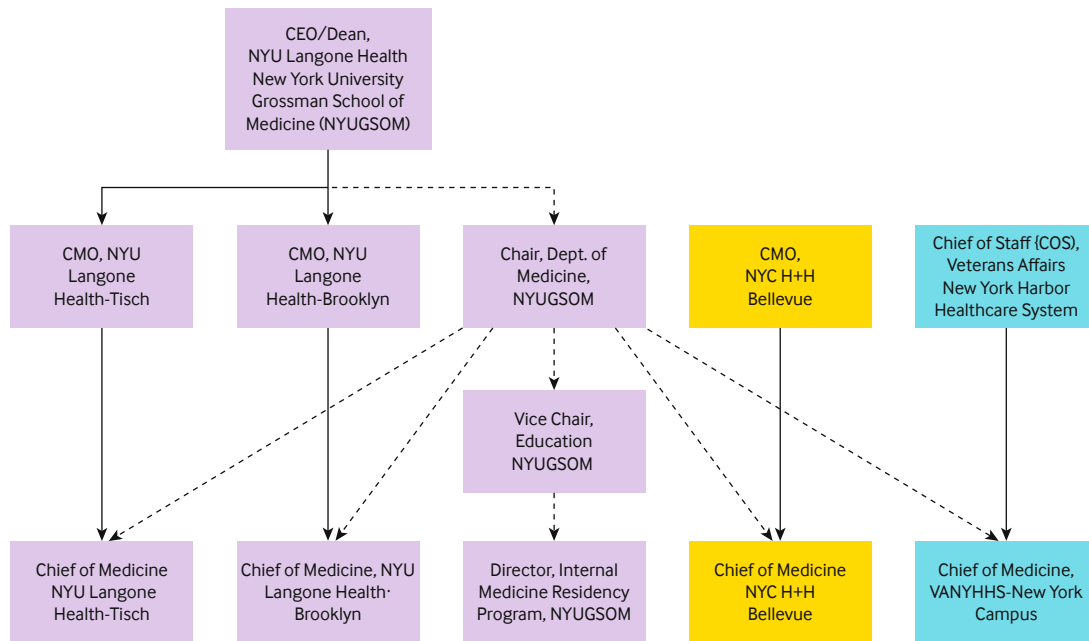 CEO/Dean,
NYU Langone Health
New York University
Grossman School of
Medicine (NYUGSOM)
CMO, NYU
Langone
Health-Tisch
CMO, NYU
Langone
Health-Brooklyn
Chair, Dept. of
Medicine,
NYUGSOM
CMO,
NYC H+H
Bellevue
Chief of Staff {COS),
Veterans Affairs
New York Harbor
Healthcare System
Vice Chair,
Education
NYUGSOM
Chief of Medicine
NYU Langone
Health-Tisch
Chief of Medicine, NYU
Langone Health·
Brooklyn
Director, Internal
Medicine Residency
Program, NYUGSOM
Chief of Medicine
NYC H+H
Bellevue
Chief of Medicine,
VANYHHS-New York
Campus